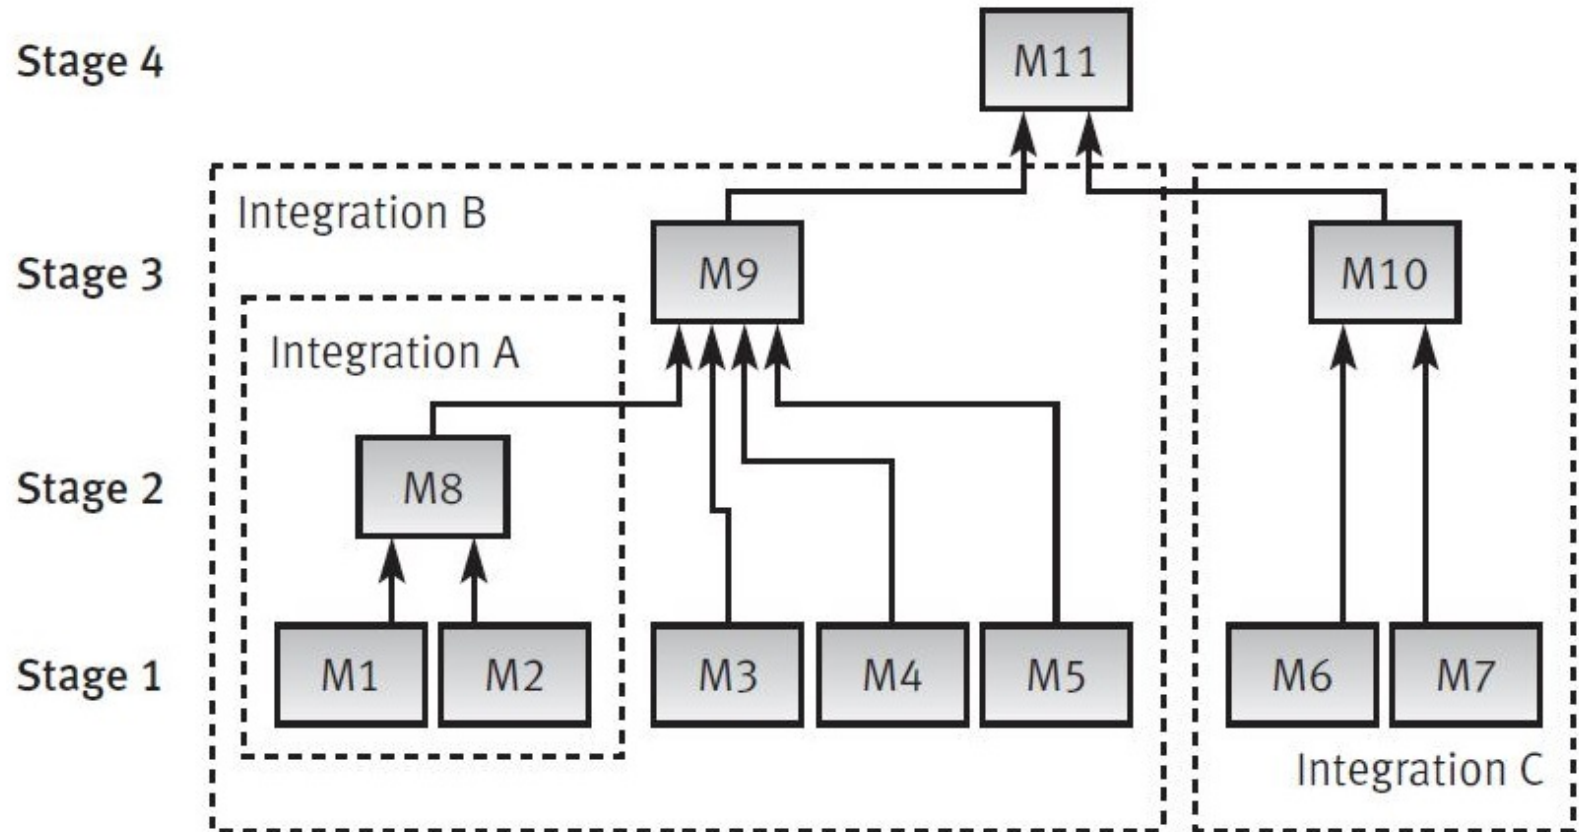 Stage 4
M11
Integration B
Stage 3
M9
M10
Integration A
Stage 2
M8
Stage 1
M1
M2
M3
M4
M5
M6
M7
Integration C